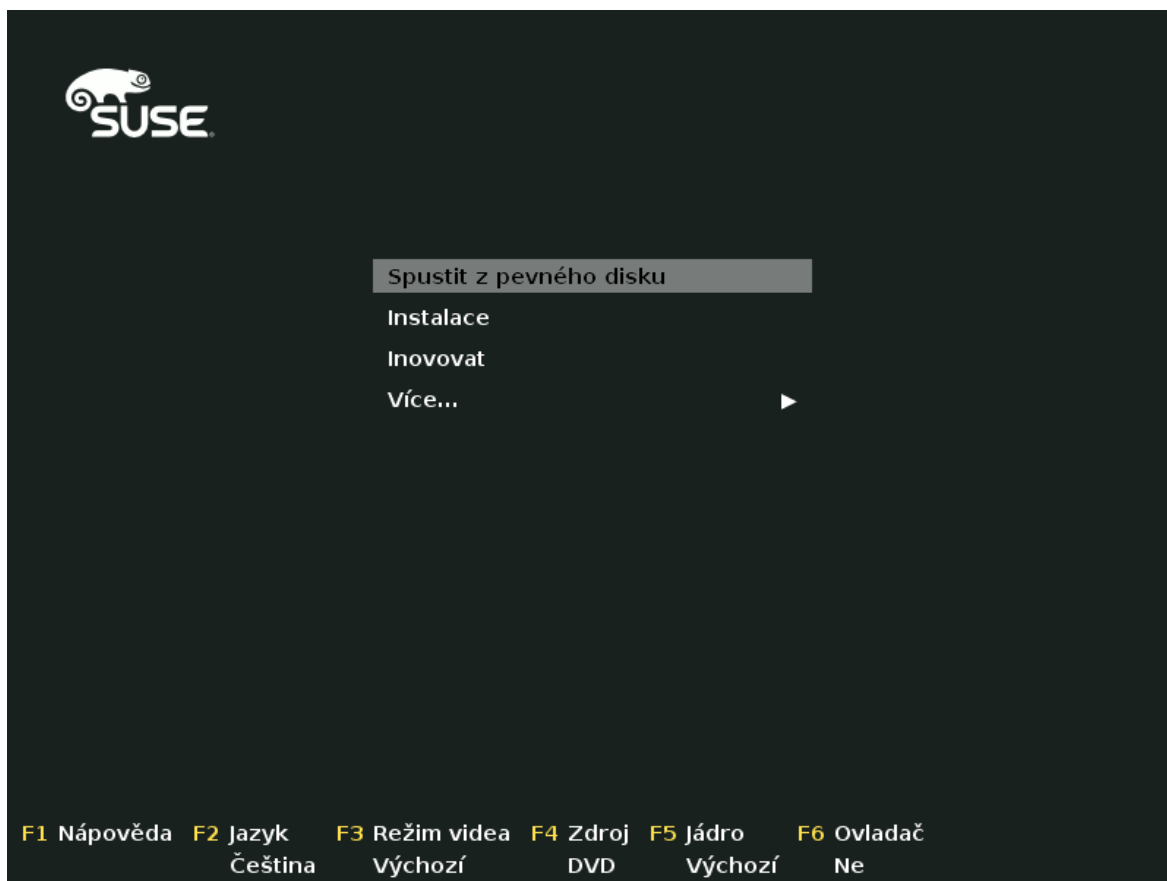 SUSE
Spustit z pevného disku
Instalace
Inovovat
Více...
F1 Nápověda F2 Jazyk F3 Režim videa F4 Zdroj F5 Jádro F6 Ovladač
Čeština Výchozí DVD Výchozí Ne